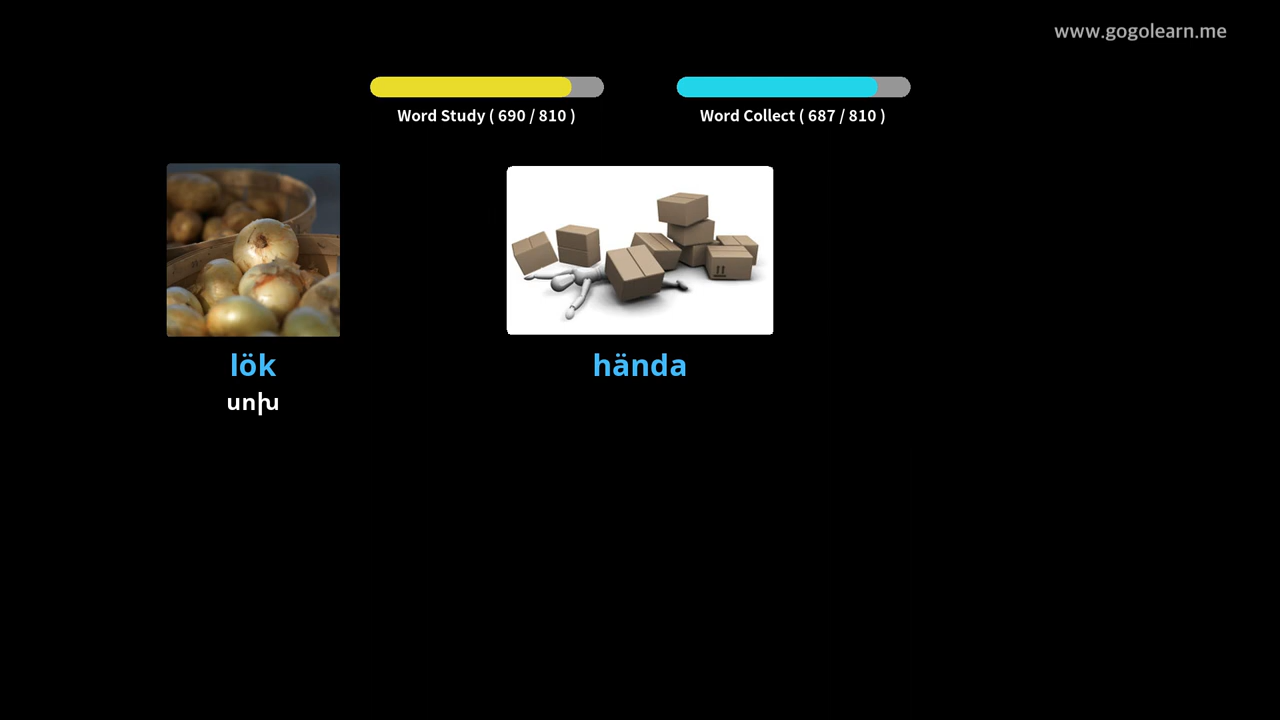 www.gogolearn.me
Word Study ( 690 / 810 )
Word Collect ( 687 / 810 )
lök
սոխ
hända